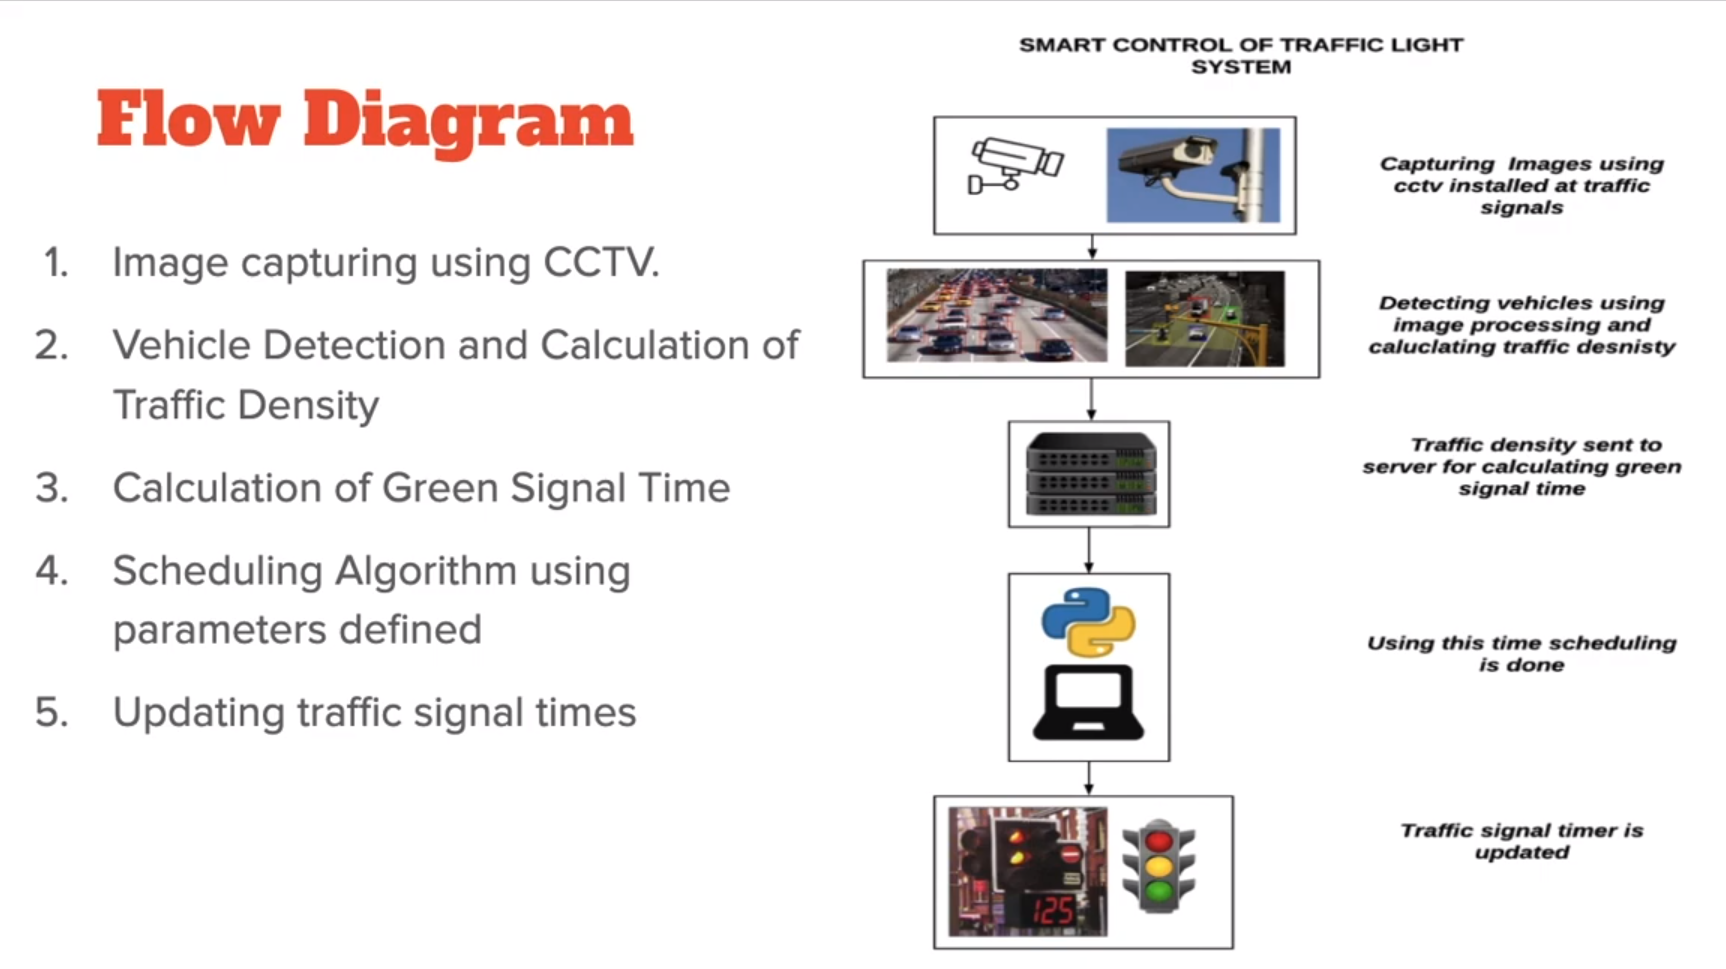 Flow Diagram
1. Image capturing using CCTV.
2. Vehicle Detection and Calculation of
Traffic Density
3. Calculation of Green Signal Time
4. Scheduling Algorithm using
parameters defined
5. Updating traffic signal times
SMART CONTROL OF TRAFFIC LIGHT
SYSTEM
Capturing Images using
cctv installed at traffic
signals
Detecting vehicles using
image processing and
caluclating traffic desnisty
Traffic density sent to
server for calculating green
signal time
Using this time scheduling
is done
125
Traffic signal timer is
updated